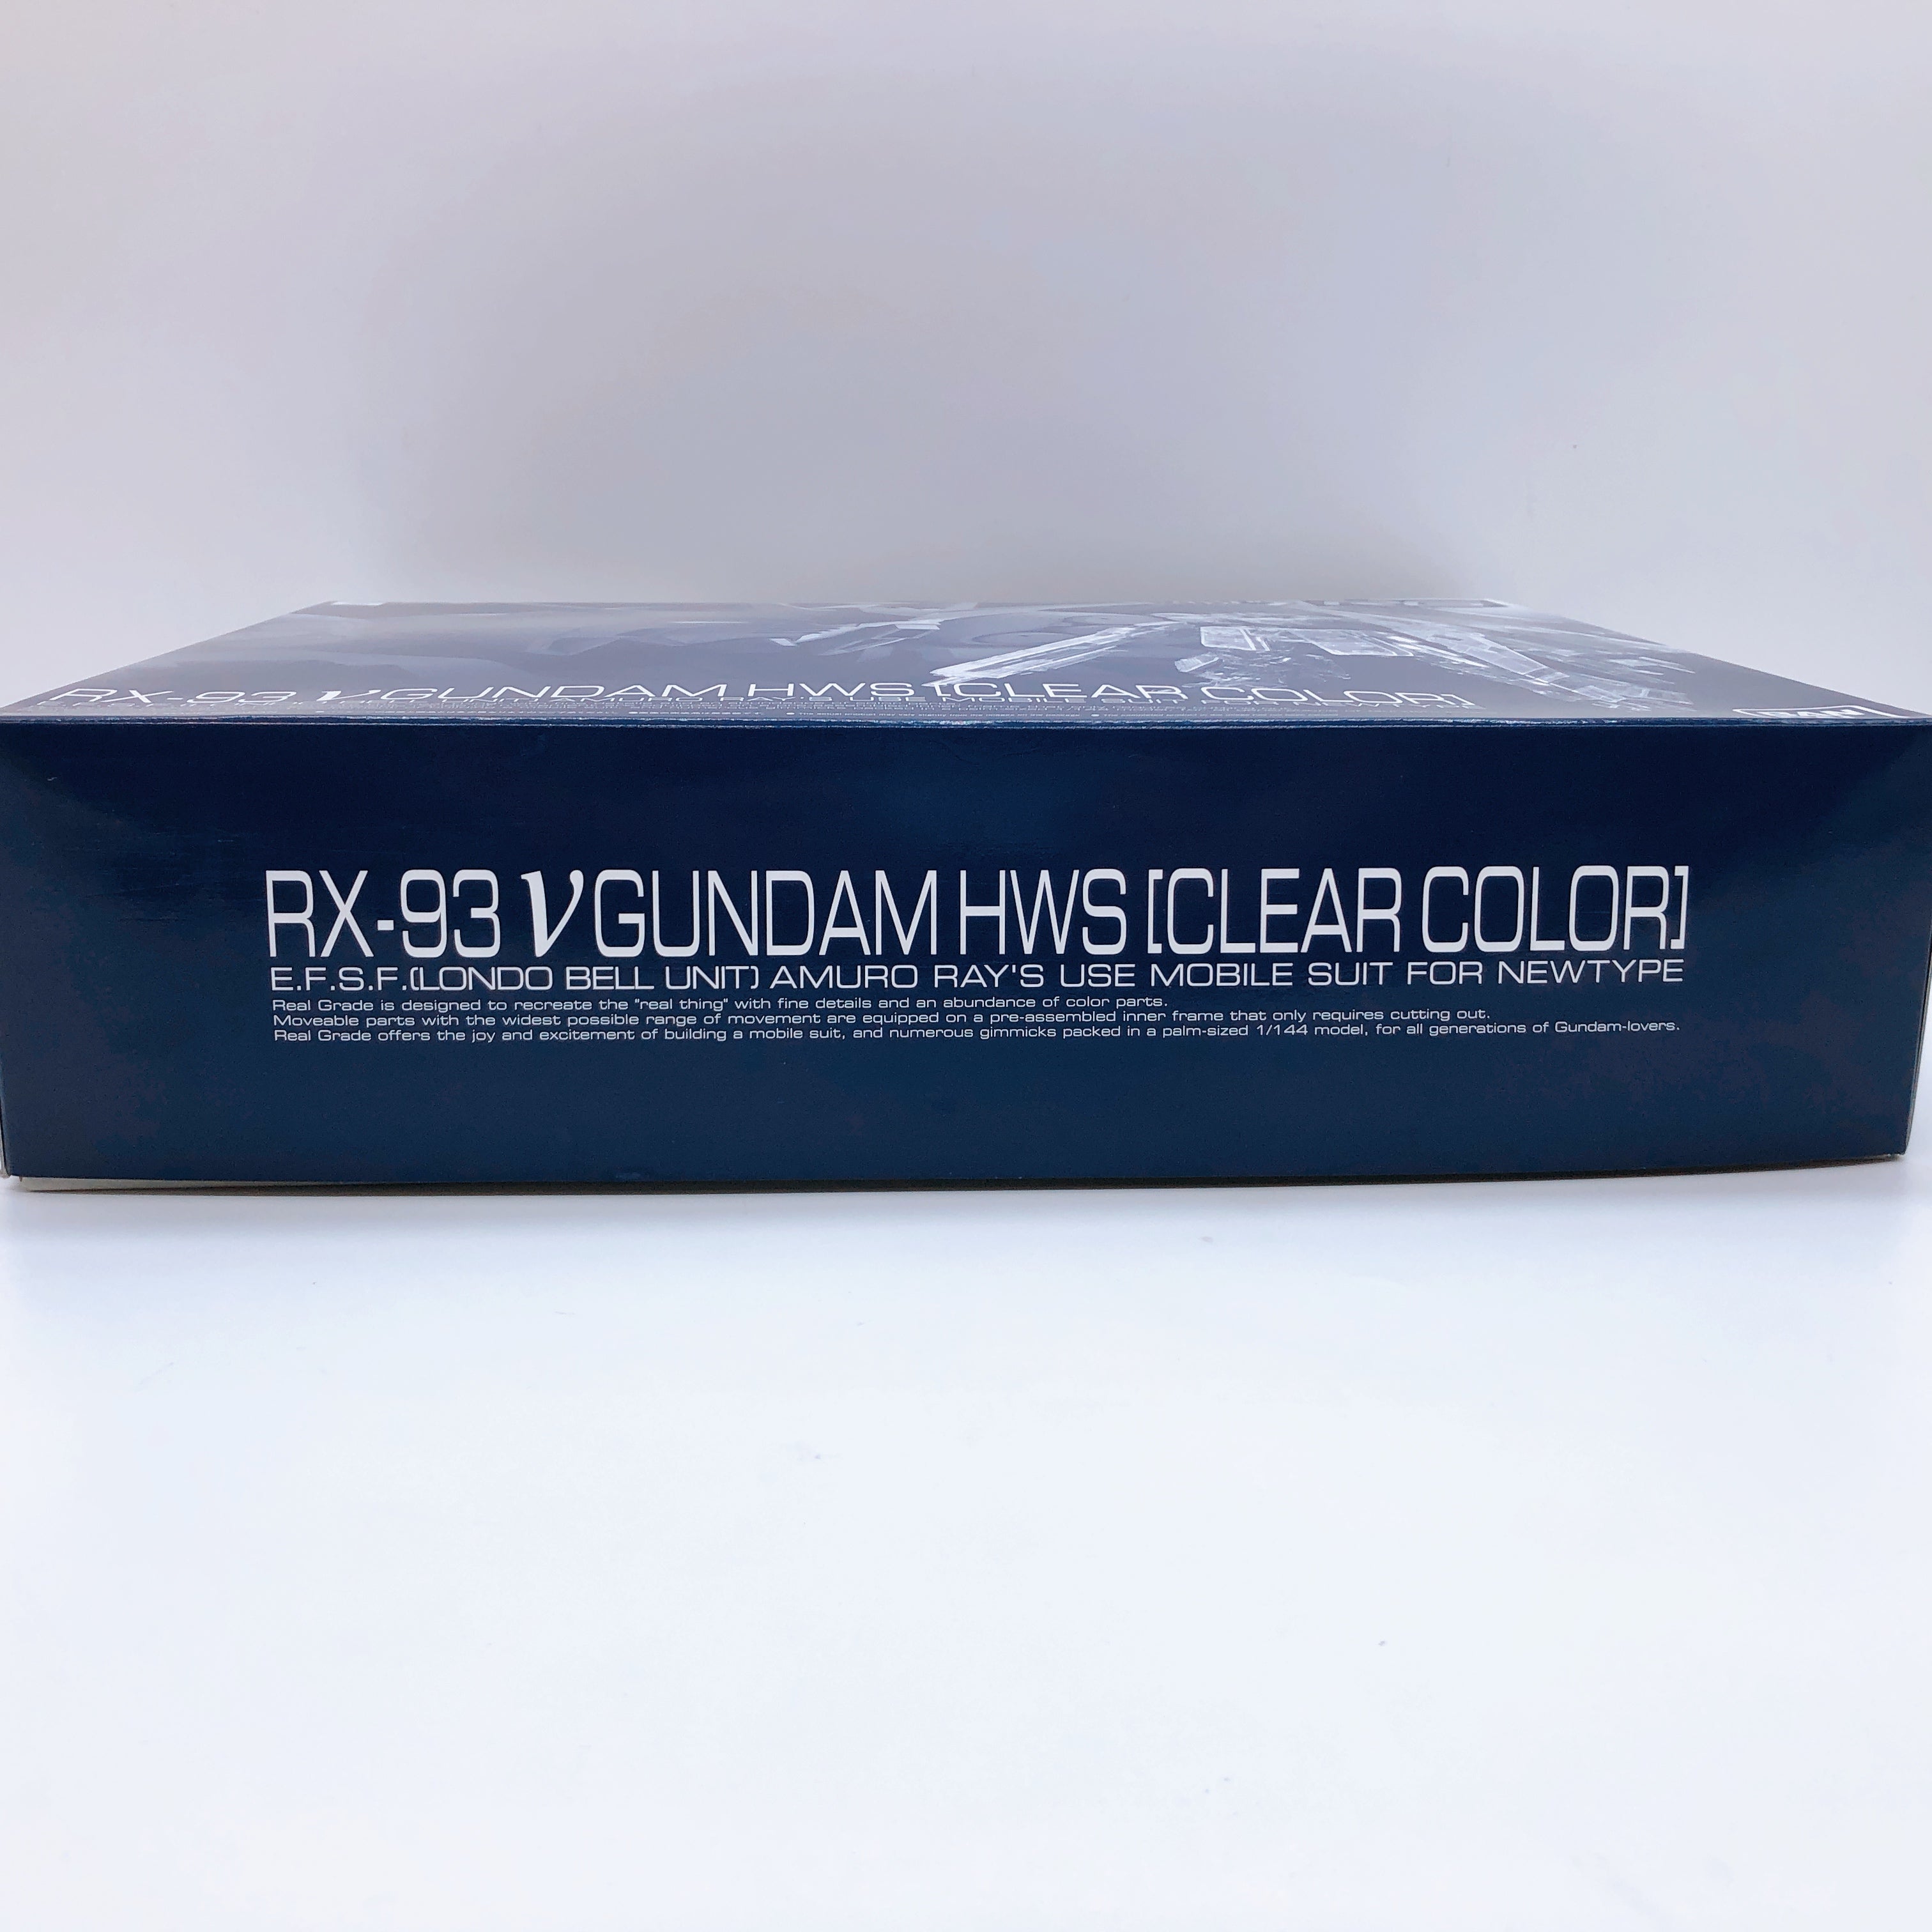 RX-93 ν GUNDAM HWS [CLEAR COLOR]
RX-93 ν GUNDAM HWS [CLEAR COLOR]
E.F.S.F.(LONDO BELL UNIT) AMURO RAY'S USE MOBILE SUIT FOR NEWTYPE
Real Grade is designed to recreate the "real thing" with fine details and an abundance of color parts.
Moveable parts with the widest possible range of movement are equipped on a pre-assembled inner frame that only requires cutting out.
Real Grade offers the joy and excitement of building a mobile suit, and numerous gimmicks packed in a palm-sized 1/144 model, for all generations of Gundam-lovers.